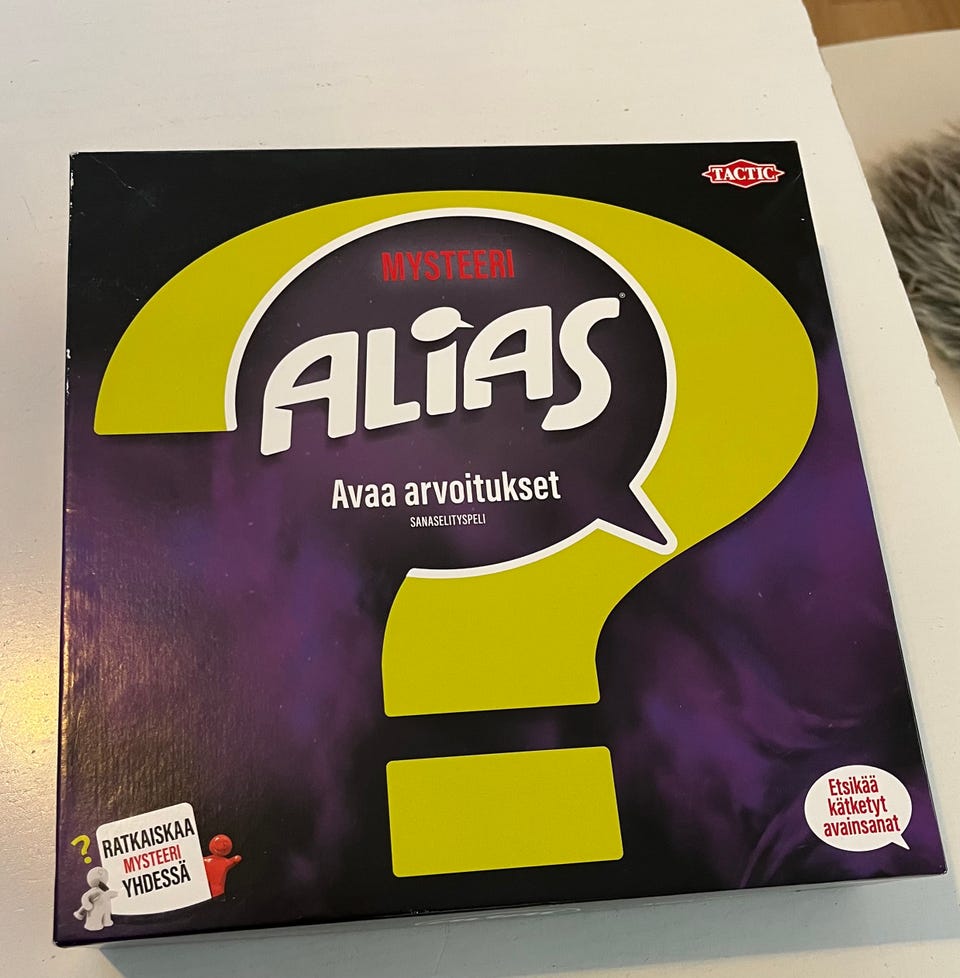 TACTIC
MYSTEERI
ALiAS®
Avaa arvoitukset
SANASELITYSPELI
?
RATKAISKAA
MYSTEERI
YHDESSÄ
Etsikää
kätketyt
avainsanat